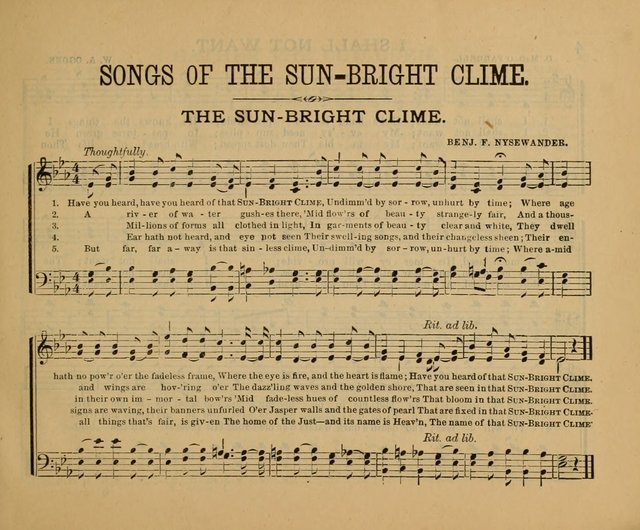 I SHALL NOT WANT.
W. A. OGDEN
SONGS OF THE SUN-BRIGHT CLIME.
THE SUN-BRIGHT CLIME.
BENJ. F. NYSEWANDER.
Thoughtfully.
1. Have you heard, have you heard of that SUN-BRIGHT CLIME, Undimm'd by sor - row, unhurt by time; Where age
2. A riv - er of wa - ter gush - es there, 'Mid flow'rs of beau - ty strangely fair, And a thous-
3. Mil - lions of forms all clothed in light, In gar - ments of beau - ty clear and white, They dwell
4. Ear hath not heard, and eye not seen Their swell-ing songs, and their changeless sheen; Their en-
5. But far, far a - way is that sin - less clime, Un - dimm'd by sor - row, un - hurt by time; Where a-mid
Rit. ad lib.
hath no pow'r o'er the fadeless frame, Where the eye is fire, and the heart is flame; Have you heard of that SUN-BRIGHT CLIME.
and wings are hov - 'ring o'er The dazz'ling waves and the golden shore, That are seen in that SUN-BRIGHT CLIME.
in their own im - mor - tal bow'rs 'Mid fade-less hues of countless flow'rs That bloom in that SUN-BRIGHT CLIME.
signs are waving, their banners unfurled O'er Jasper walls and the gates of pearl That are fixed in that SUN-BRIGHT CLIME.
all things that's fair, is giv-en The home of the Just—and its name is Heav'n, The name of that SUN-BRIGHT CLIME.
Rit. ad lib.